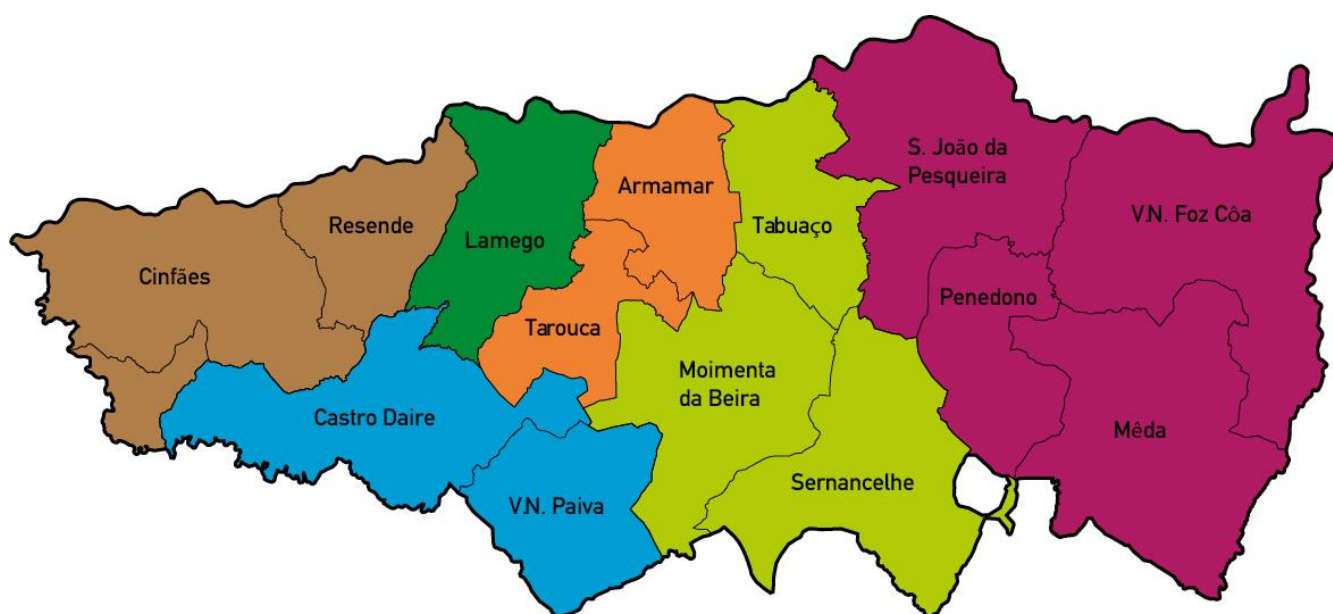 S. João da
Pesqueira
Armamar
V.N. Foz Côa
Resende
Tabuaço
Lamego
Cinfães
Penedono
Tarouca
Moimenta
da Beira
Castro Daire
Mêda
Sernancelhe
V.N. Paiva